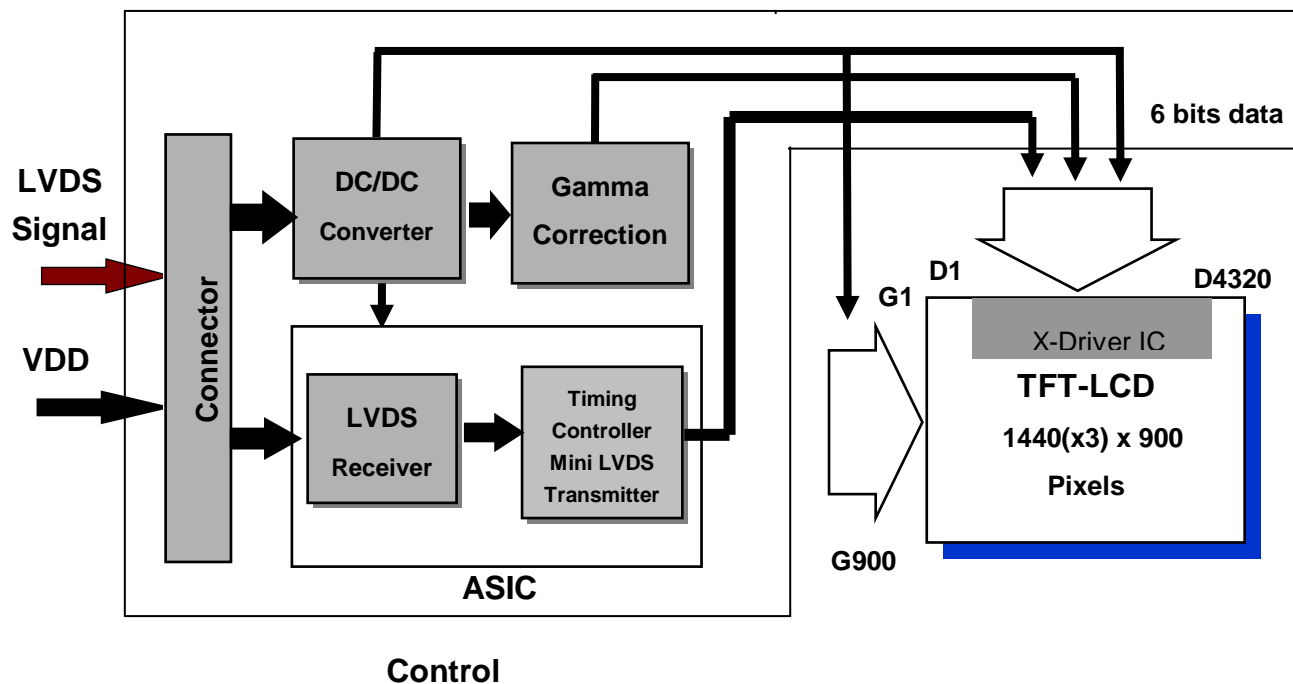 6 bits data
LVDS
Signal
VDD
Connector
DC/DC
Converter
Gamma
Correction
LVDS
Receiver
Timing
Controller
Mini LVDS
Transmitter
ASIC
G1
G900
D1
D4320
X-Driver IC
TFT-LCD
1440(x3) x 900
Pixels
Control